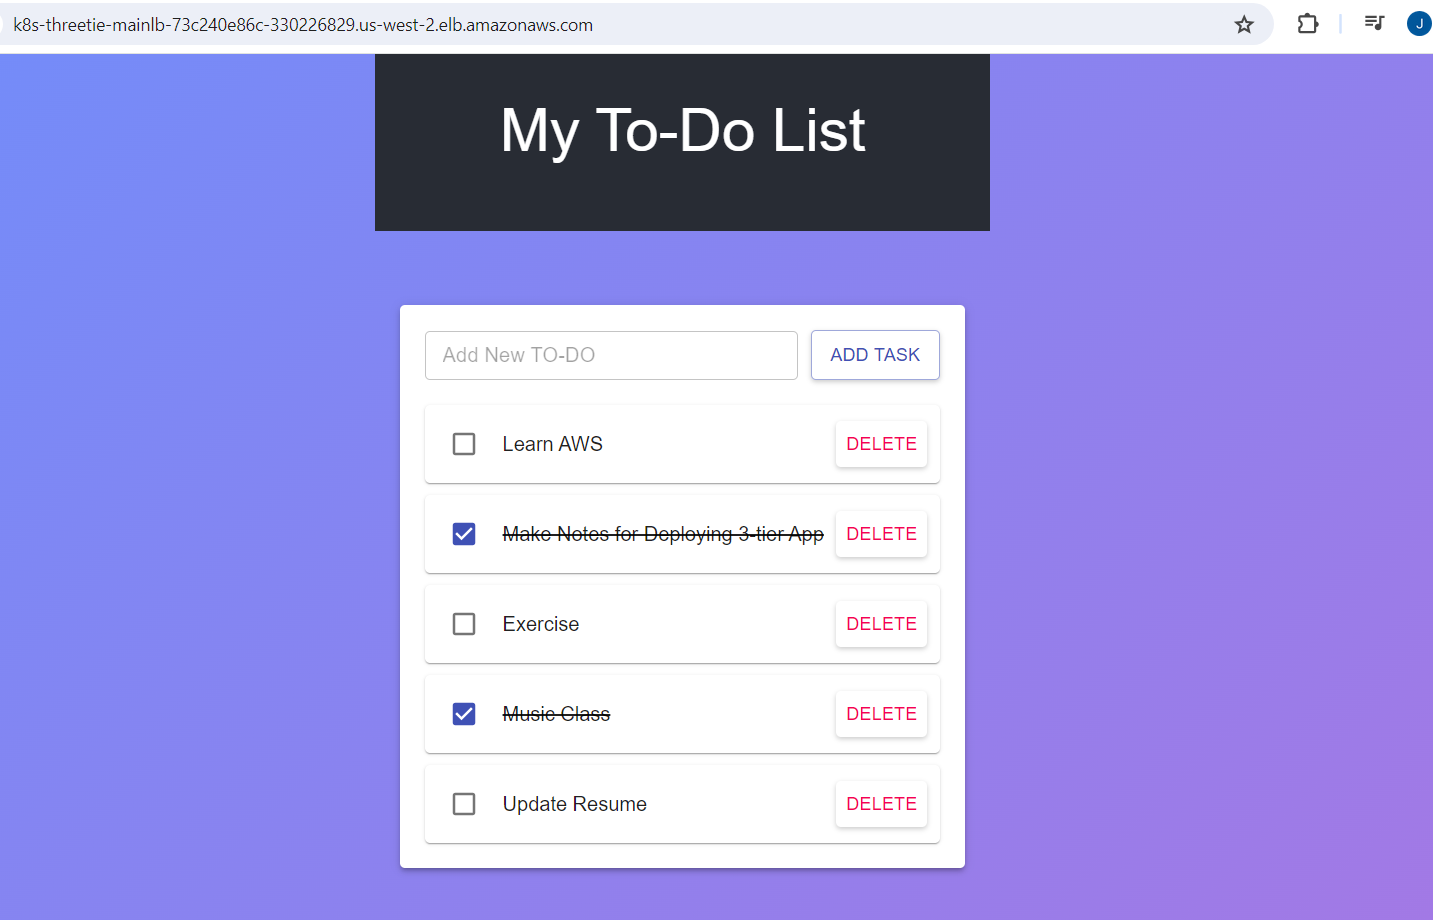 k8s-threetie-mainlb-73c240e86c-330226829.us-west-2.elb.amazonaws.com
J
My To-Do List
Add New TO-DO
ADD TASK
Learn AWS
DELETE
Make Notes for Deploying 3-tier App
DELETE
Exercise
DELETE
Music Class
DELETE
Update Resume
DELETE